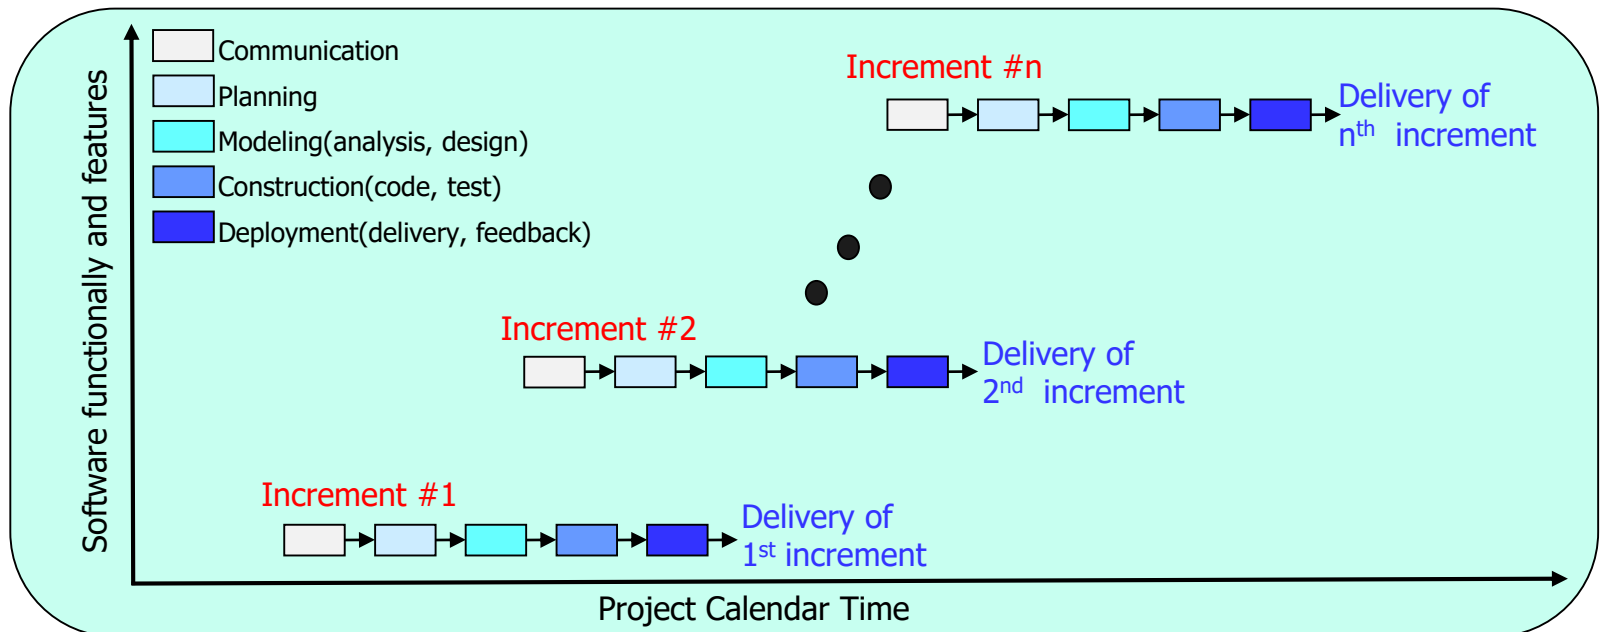 Software functionally and features
Communication
Planning
Modeling(analysis, design)
Construction(code, test)
Deployment(delivery, feedback)
Increment #n
Delivery of
nth increment
Increment #2
Delivery of
2nd increment
Increment #1
Delivery of
1st increment
Project Calendar Time